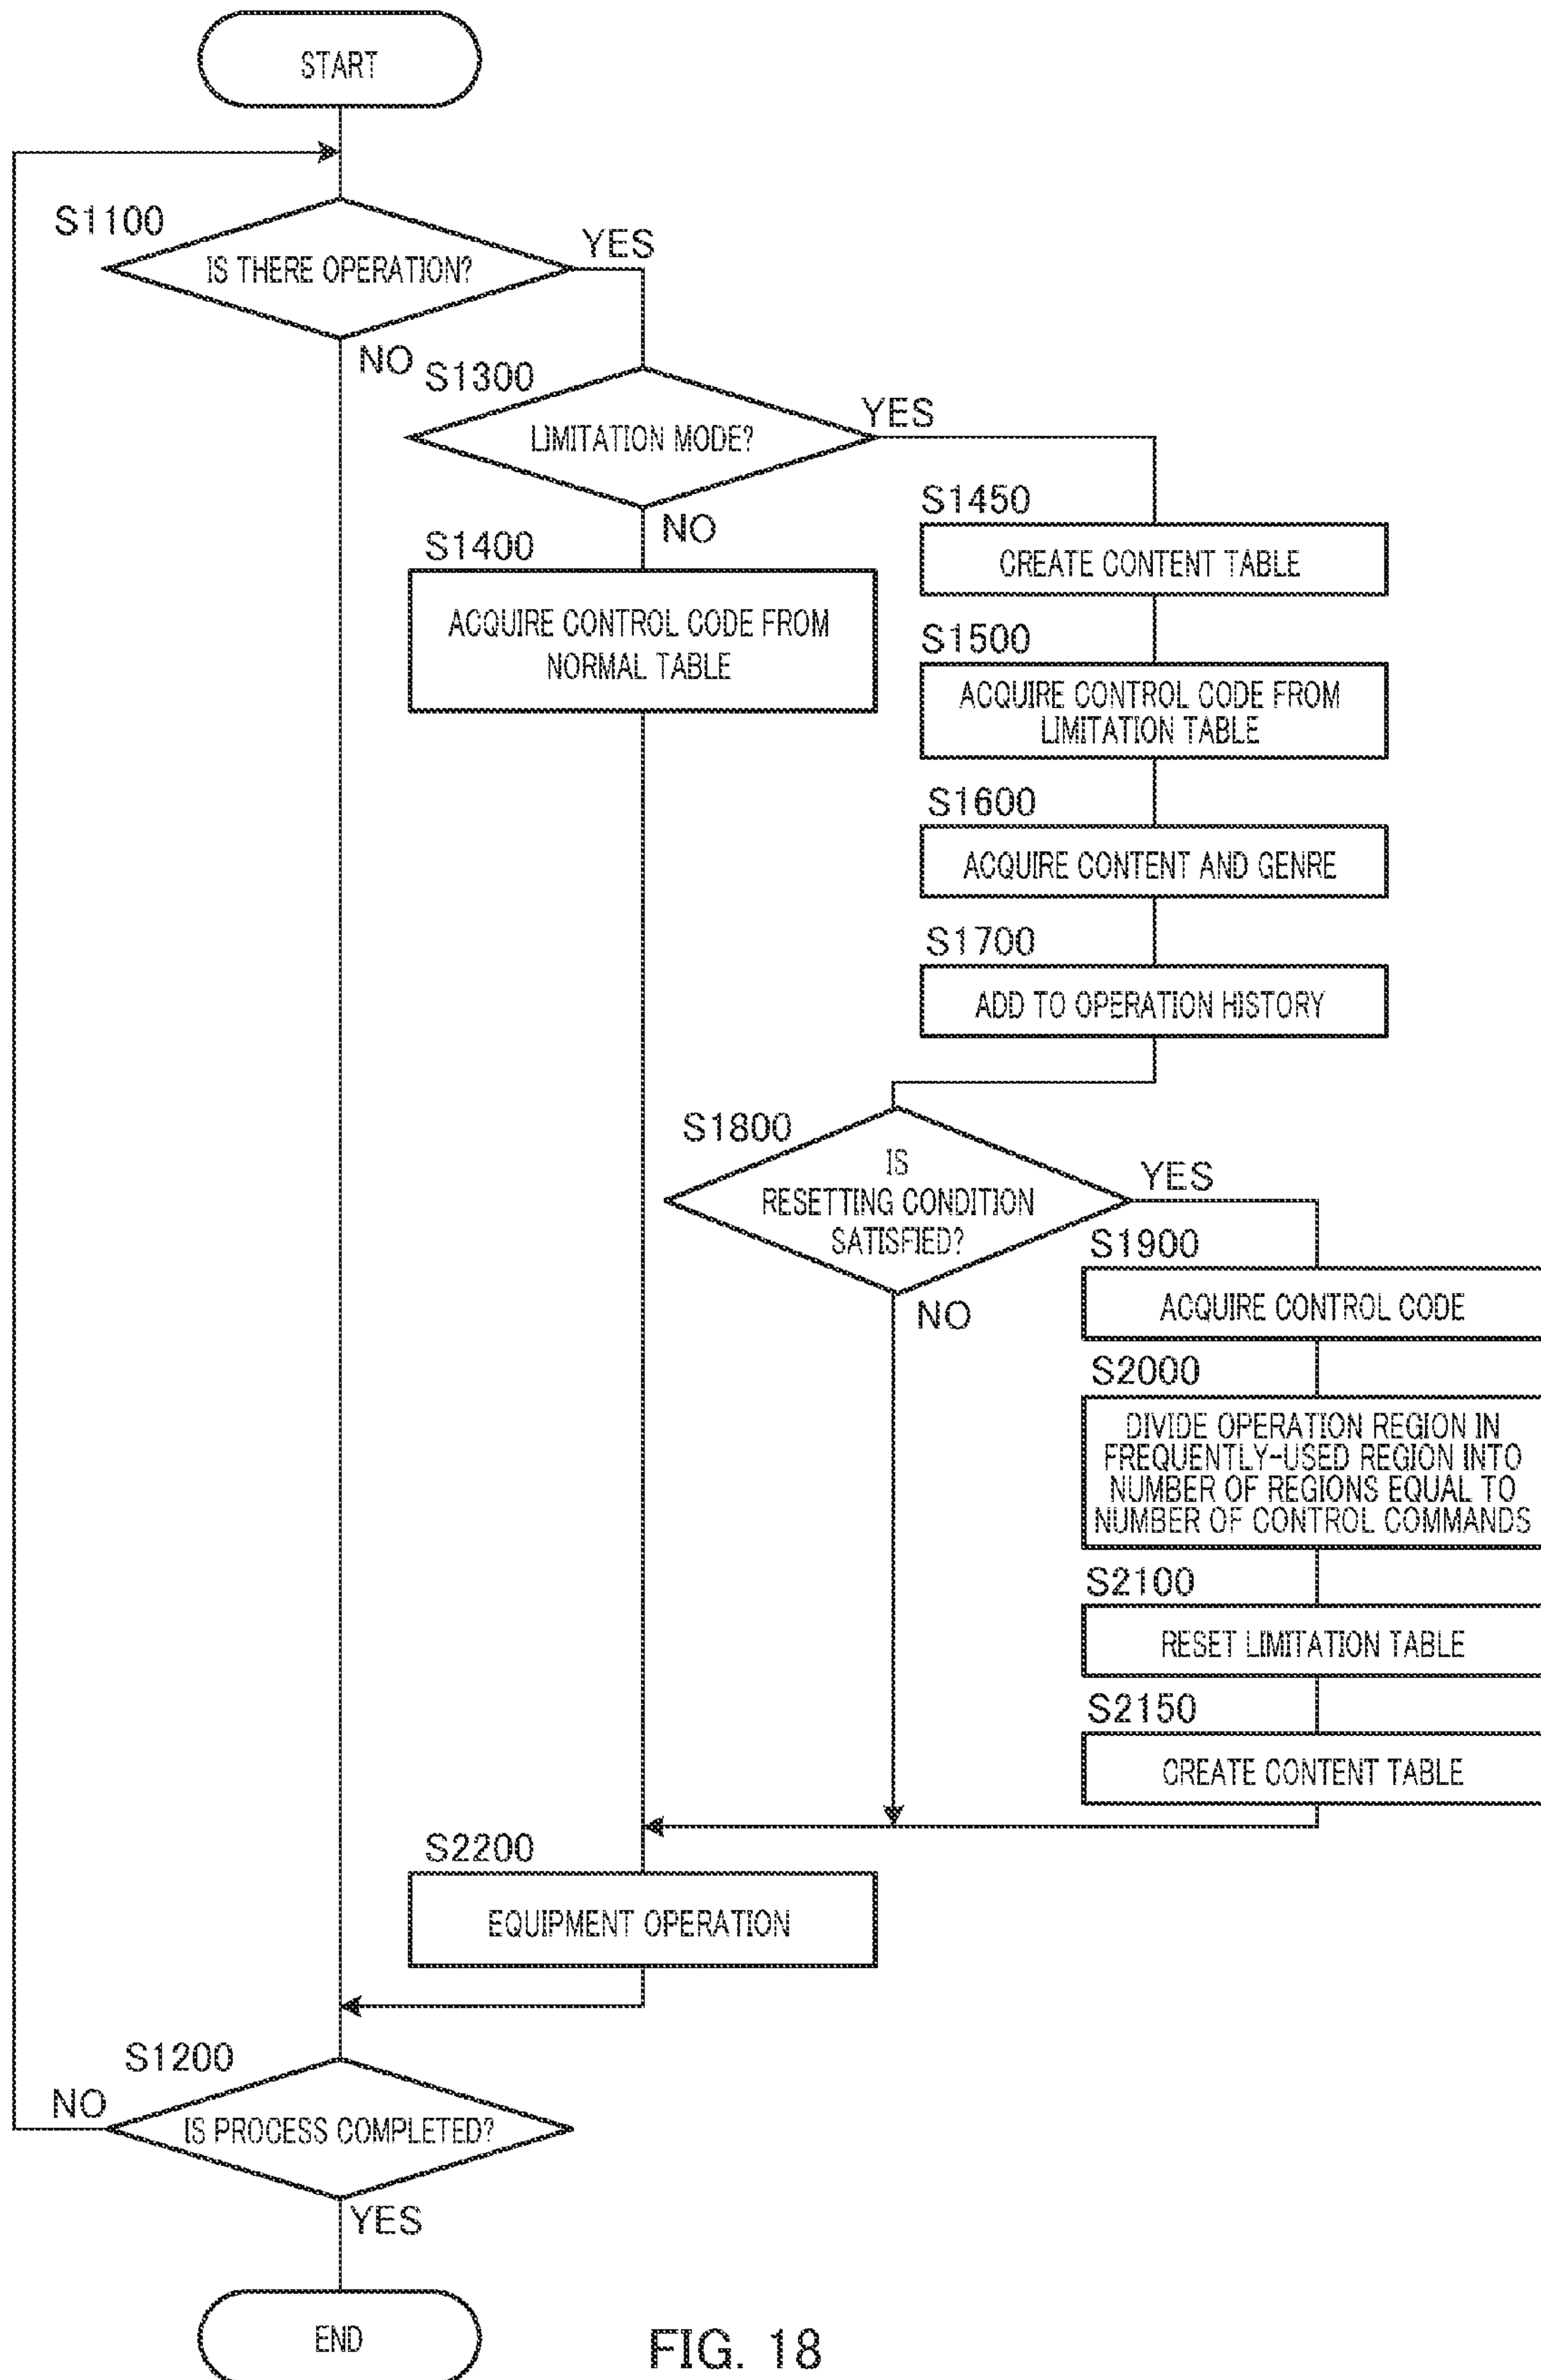 START
S1100
IS THERE OPERATION?
YES
NO
S1300
LIMITATION MODE?
YES
NO
S1400
ACQUIRE CONTROL CODE FROM
NORMAL TABLE
S1450
CREATE CONTENT TABLE
S1500
ACQUIRE CONTROL CODE FROM
LIMITATION TABLE
S1600
ACQUIRE CONTENT AND GENRE
S1700
ADD TO OPERATION HISTORY
S1800
IS
RESETTING CONDITION
SATISFIED?
YES
NO
S1900
ACQUIRE CONTROL CODE
S2000
DIVIDE OPERATION REGION IN
FREQUENTLY-USED REGION INTO
NUMBER OF REGIONS EQUAL TO
NUMBER OF CONTROL COMMANDS
S2100
RESET LIMITATION TABLE
S2150
CREATE CONTENT TABLE
S2200
EQUIPMENT OPERATION
S1200
NO
IS PROCESS COMPLETED?
YES
END
FIG. 18